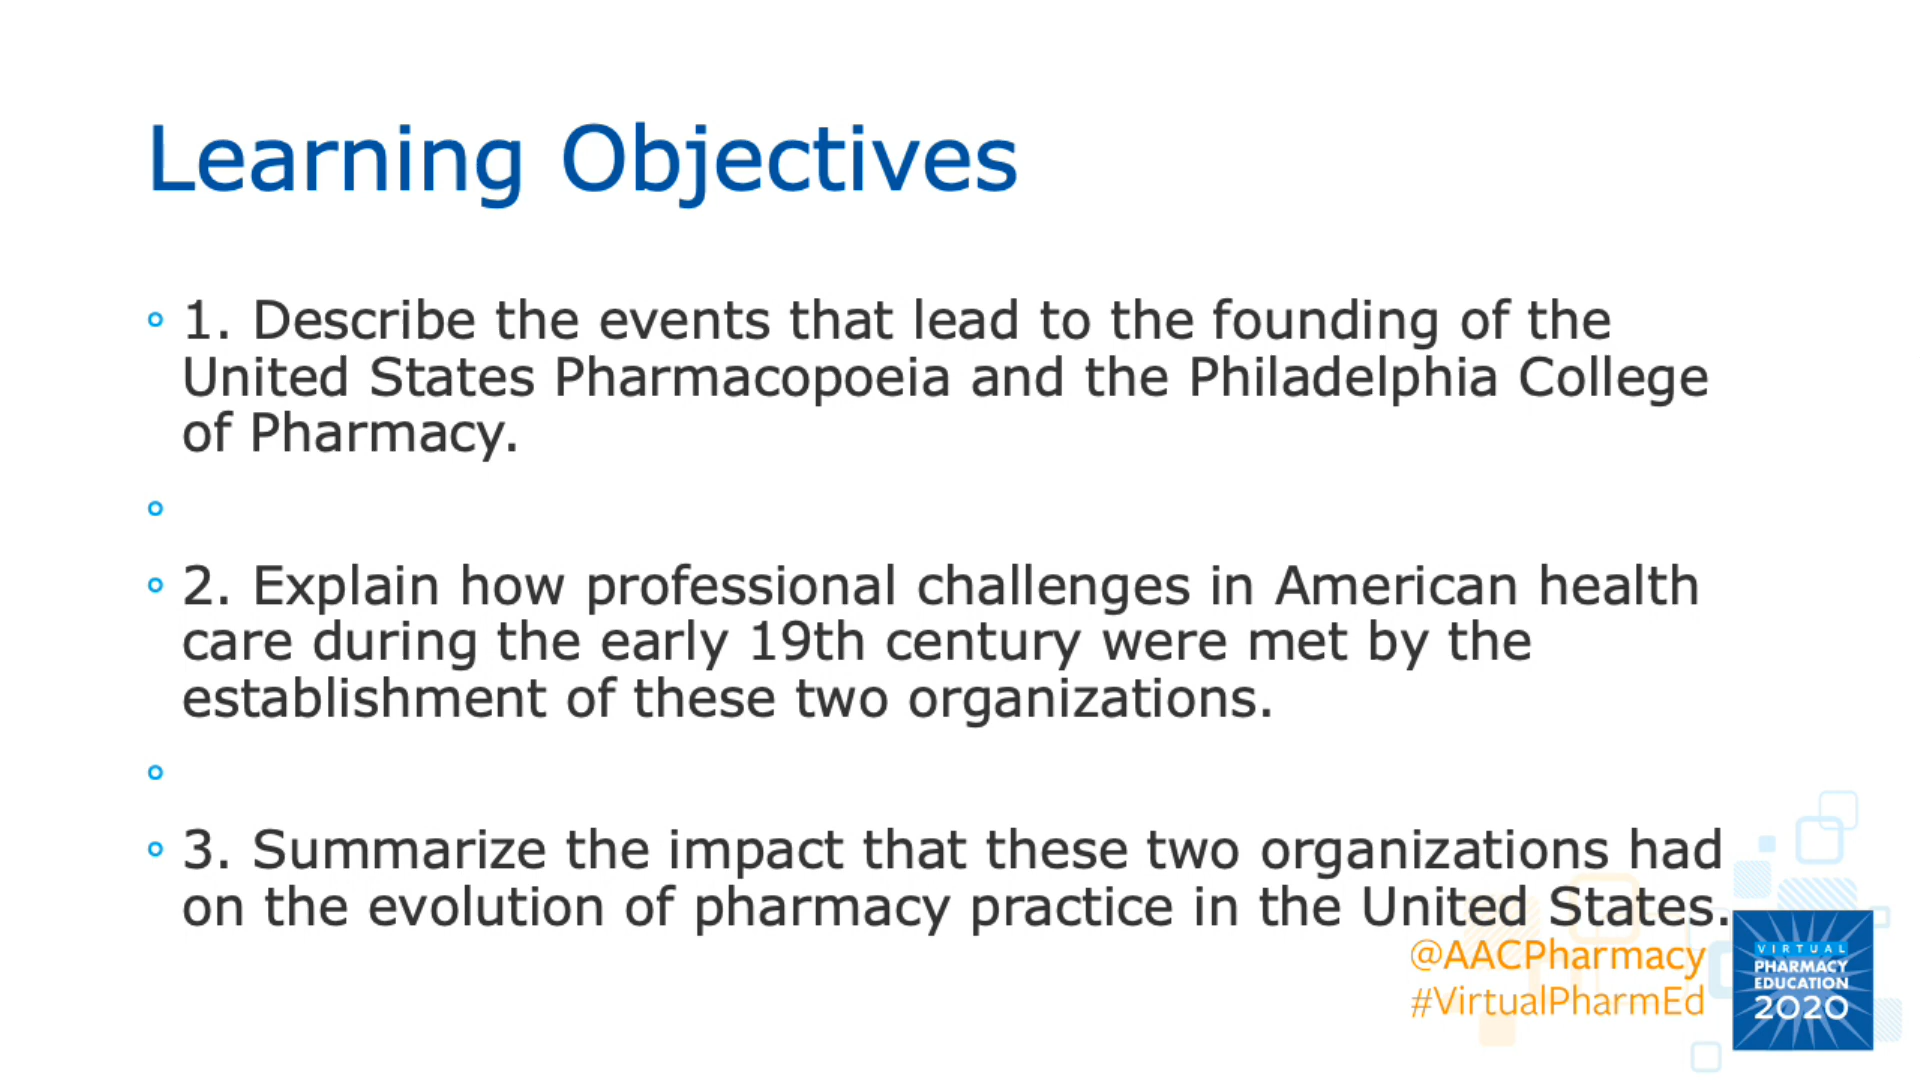 Learning Objectives
1. Describe the events that lead to the founding of the
United States Pharmacopoeia and the Philadelphia College
of Pharmacy.
2. Explain how professional challenges in American health
care during the early 19th century were met by the
establishment of these two organizations.
3. Summarize the impact that these two organizations had
on the evolution of pharmacy practice in the United States.
@AACPharmacy
#VirtualPharmEd
VIRTUAL
PHARMACY
EDUCATION
2020